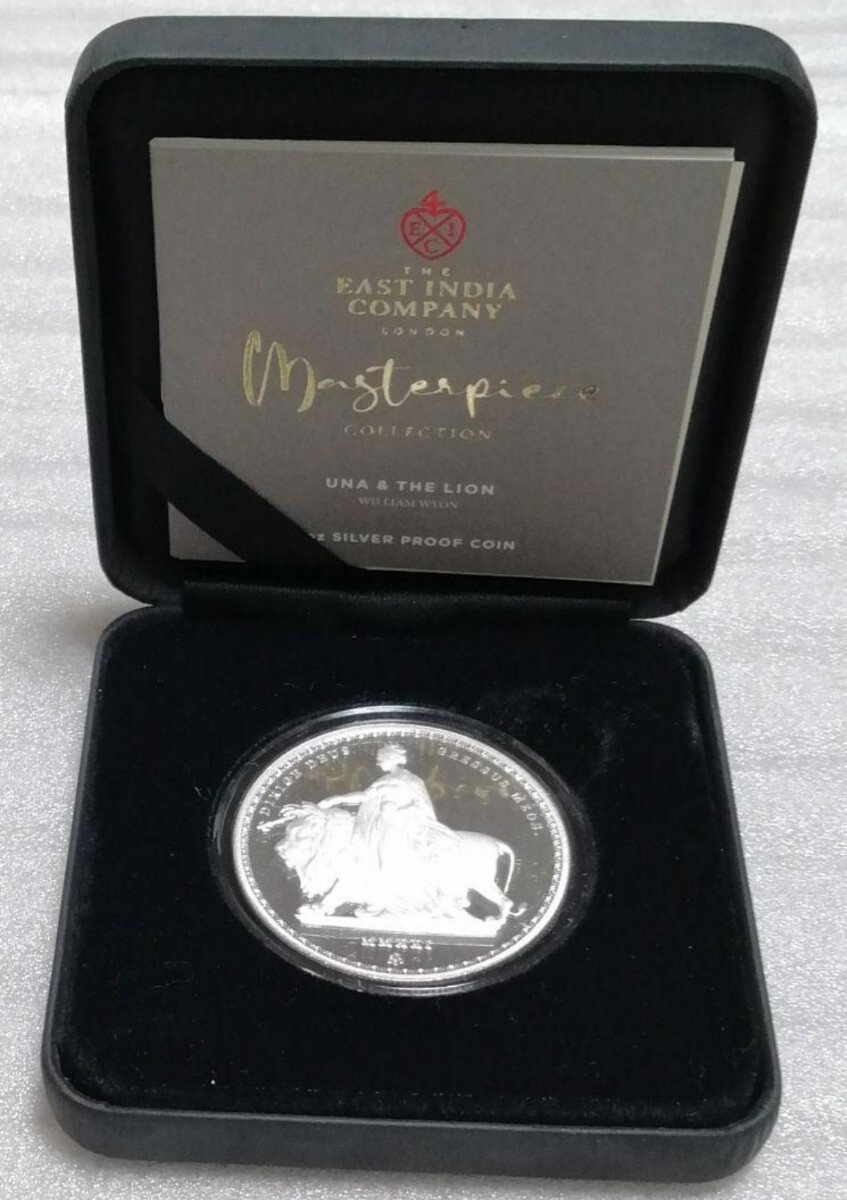 4
E I
C
THE
EAST INDIA
COMPANY
LONDON
Masterpiece
COLLECTION
UNA & THE LION
WILLIAM WYON
oz SILVER PROOF COIN
DIRIGE DEUS GRESSUS MEOS
MMXXI